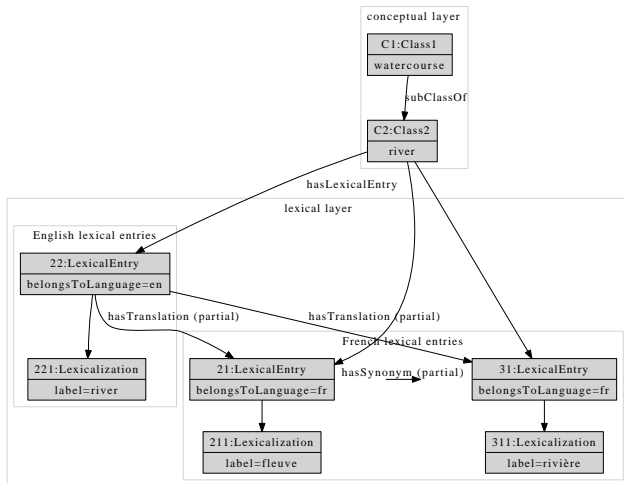 conceptual layer
C1:Class1
watercourse
subClassOf
C2:Class2
river
hasLexicalEntry
lexical layer
English lexical entries
22:LexicalEntry
belongsToLanguage=en
hasTranslation (partial)
hasTranslation (partial)
French lexical entries
221:Lexicalization
label=river
21:LexicalEntry
belongsToLanguage=fr
hasSynonym (partial)
31:LexicalEntry
belongsToLanguage=fr
211:Lexicalization
label=fleuve
311:Lexicalization
label=rivière